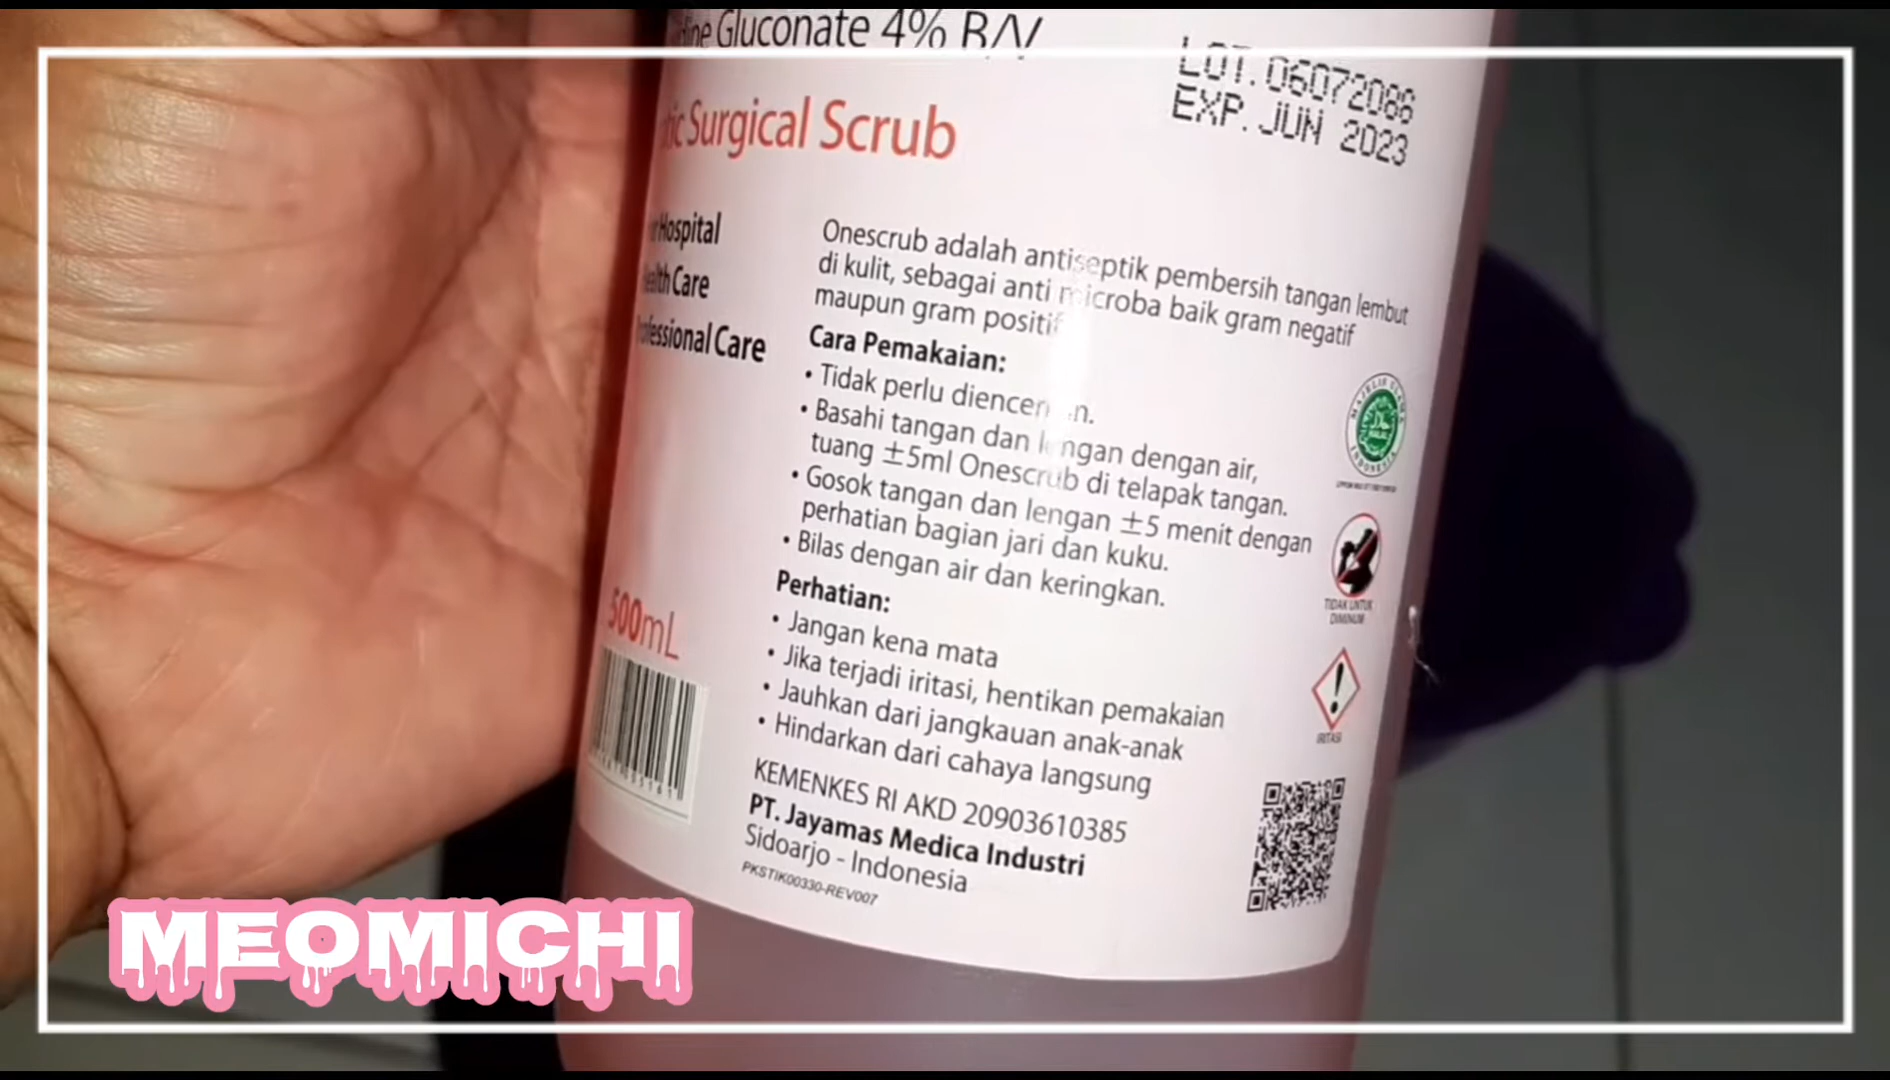 Gluconate 4% B/V
LOT. 06072086
EXP. JUN 2023
Surgical Scrub
Hospital
Care
Care
Onescrub adalah antiseptik pembersih tangan lembut
di kulit, sebagai anti microba baik gram negatif
maupun gram positif
Cara Pemakaian:
• Tidak perlu
• Basahi tangan dan lengan dengan air,
tuang ±5ml Onescrub di telapak tangan.
• Gosok tangan dan lengan ±5 menit dengan
perhatian bagian jari dan kuku.
• Bilas dengan air dan keringkan.
Perhatian:
• Jangan kena mata
• Jika terjadi iritasi, hentikan pemakaian
• Jauhkan dari jangkauan anak-anak
• Hindarkan dari cahaya langsung
KEMENKES RI AKD 20903610385
PT. Jayamas Medica Industri
Sidoarjo - Indonesia
PKSTIK00330-REV007
500mL
MAJELIS ULAMA
HALAL
INDONESIA
TIDAK UNTUK
DIMINUM
IRITASI
MEOMICHI